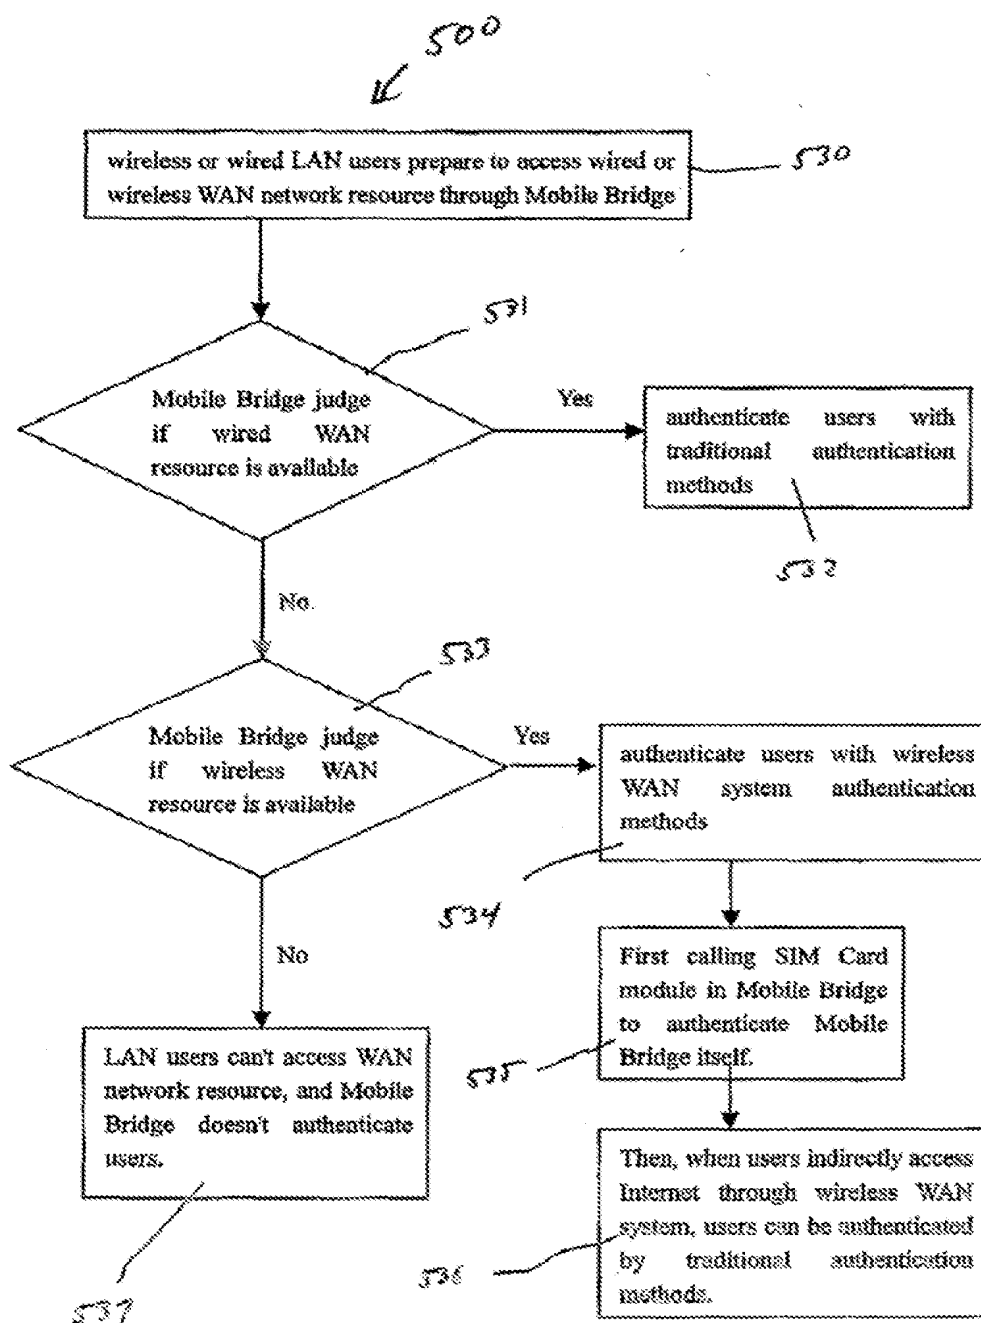 500
wireless or wired LAN users prepare to access wired or
wireless WAN network resource through Mobile Bridge
530
531
Mobile Bridge judge
if wired WAN
resource is available
Yes
authenticate users with
traditional authentication
methods
532
No
533
Mobile Bridge judge
if wireless WAN
resource is available
Yes
authenticate users with wireless
WAN system authentication
methods
534
No
First calling SIM Card
module in Mobile Bridge
to authenticate Mobile
Bridge itself.
535
LAN users can't access WAN
network resource, and Mobile
Bridge doesn't authenticate
users.
537
Then, when users indirectly access
Internet through wireless WAN
system, users can be authenticated
by traditional authentication
methods.
536